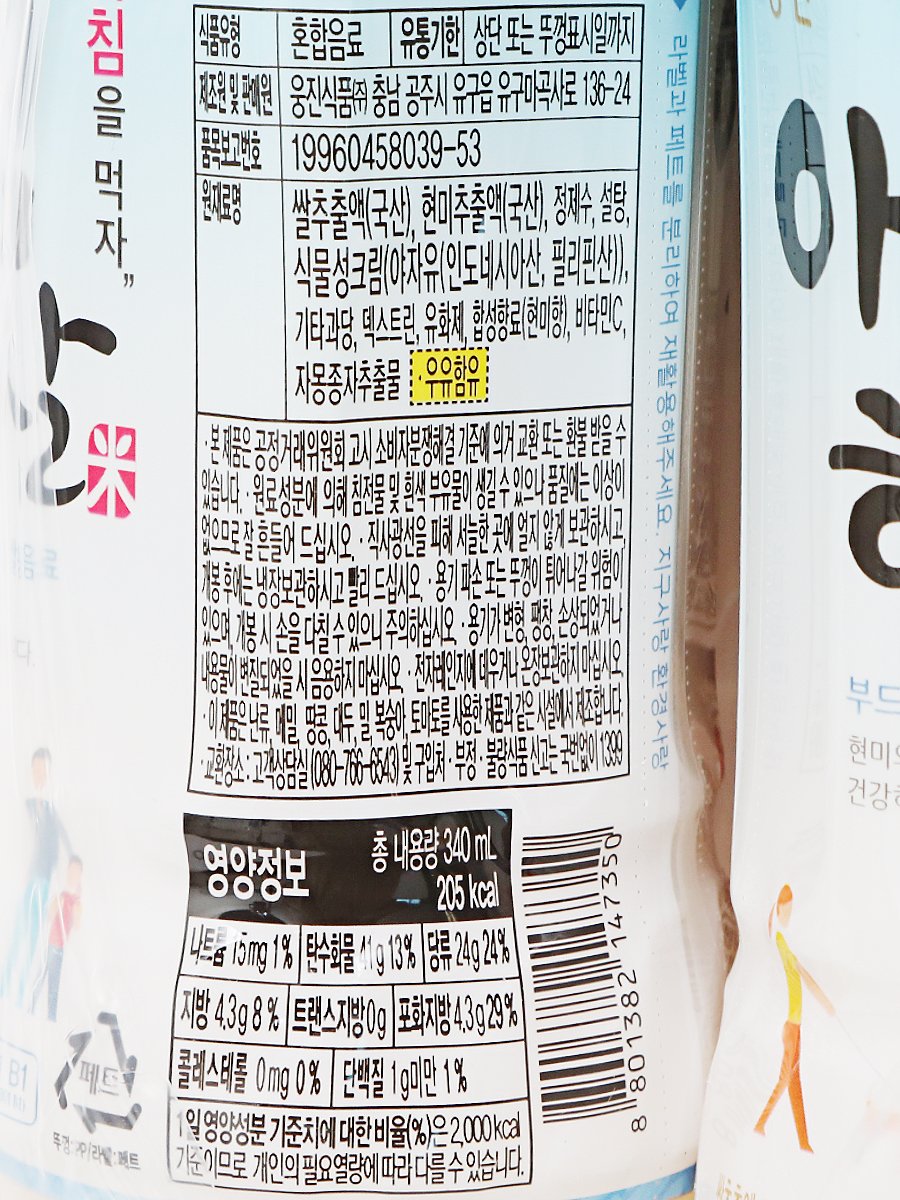 침을 먹자”
식품유형 혼합음료 유통기한 상단 또는 뚜껑표시일까지
제조원 및 판매원 웅진식품㈜ 충남 공주시 유구읍 유구마곡사로 136-24
품목보고번호 19960458039-53
원재료명 쌀추출액(국산), 현미추출액(국산), 정제수, 설탕,
식물성크림(야자유(인도네시아산, 필리핀산)),
기타과당, 덱스트린, 유화제, 합성향료(현미향), 비타민C,
자몽종자추출물 ·우유함유
·본 제품은 공정거래위원회 고시 소비자분쟁해결 기준에 의거 교환 또는 환불 받을 수
있습니다. ·원료성분에 의해 침전물 및 흰색 부유물이 생길 수 있으나 품질에는 이상이
없으므로 잘 흔들어 드십시오. ·직사광선을 피해 서늘한 곳에 얼지 않게 보관하시고,
개봉 후에는 냉장보관하시고 빨리 드십시오. ·용기 파손 또는 뚜껑이 튀어나갈 위험이
있으며, 개봉 시 손을 다칠 수 있으니 주의하십시오. ·용기가 변형, 팽창, 손상되었거나
내용물이 변질되었을 시 음용하지 마십시오. ·전자레인지에 데우거나 온장보관하지 마십시오.
·이 제품은 난류, 메밀, 땅콩, 대두, 밀, 복숭아, 토마토를 사용한 제품과 같은 시설에서 제조합니다.
·교환장소 : 고객상담실(080-766-6543) 및 구입처 ·부정·불량식품 신고는 국번없이 1399
라벨과 페트를 분리하여 재활용해주세요. 지구사랑 환경사랑
영양정보 총 내용량 340 mL
205 kcal
나트륨 15mg 1% 탄수화물 41g 13% 당류 24g 24%
지방 4.3g 8% 트랜스지방 0g 포화지방 4.3g 29%
콜레스테롤 0mg 0% 단백질 1g미만 1%
1일 영양성분 기준치에 대한 비율(%)은 2,000kcal
기준이므로 개인의 필요열량에 따라 다를 수 있습니다.
8 801382 147350
米
페트
뚜껑:PP/라벨:페트
B1
현미
건강